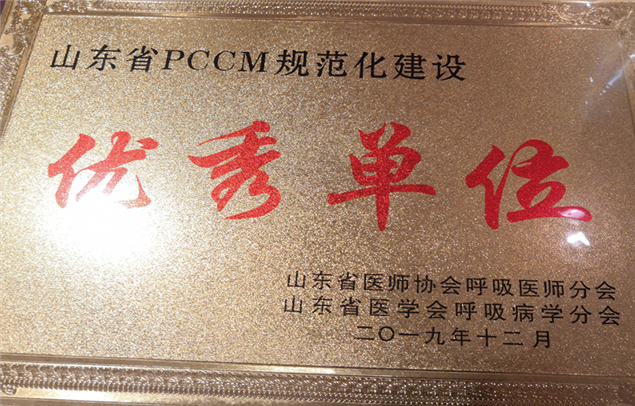 山东省PCCM规范化建设
优秀单位
山东省医师协会呼吸医师分会
山东省医学会呼吸病学分会
二〇一九年十二月